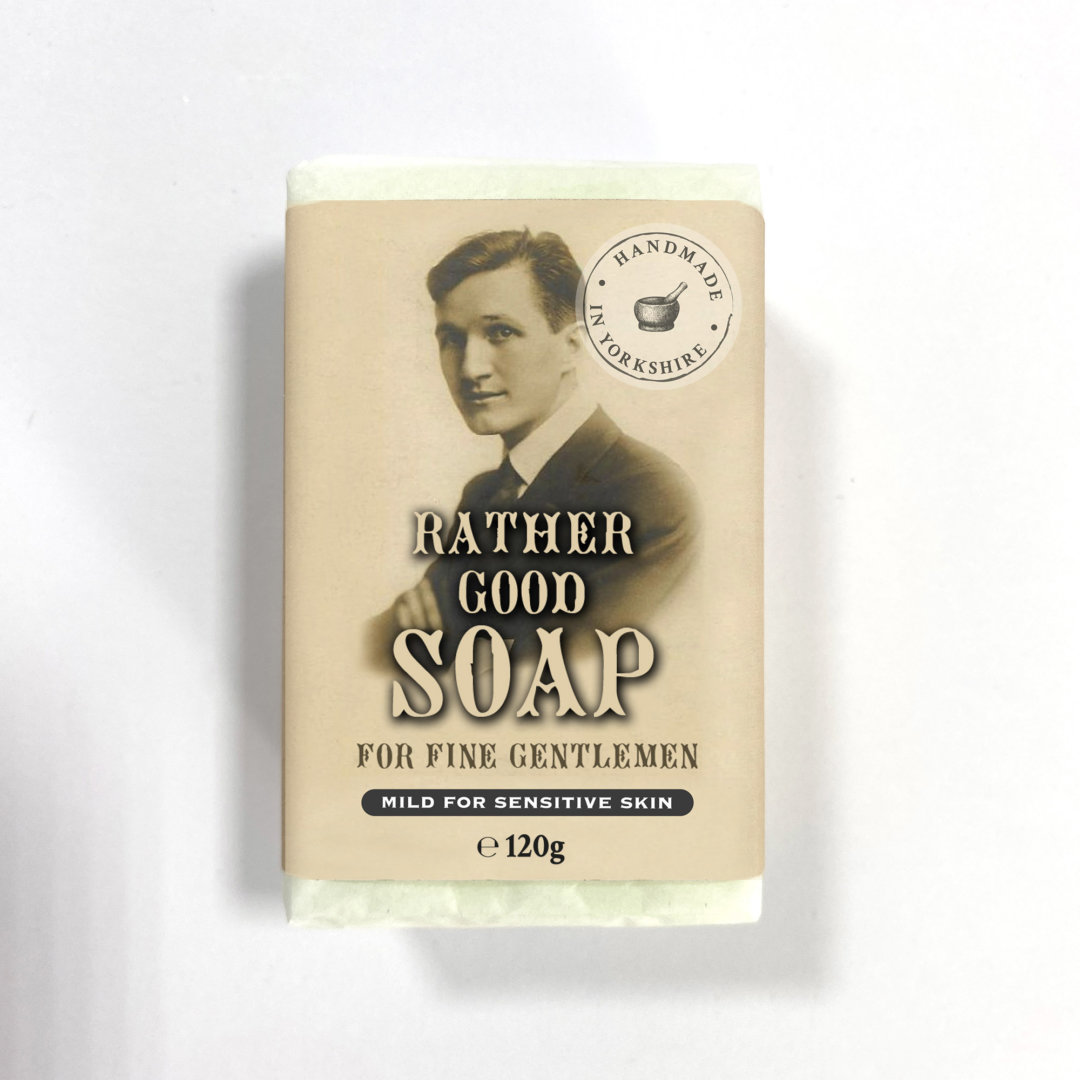 HANDMADE
IN YORKSHIRE
RATHER
GOOD
SOAP
FOR FINE GENTLEMEN
MILD FOR SENSITIVE SKIN
℮ 120g